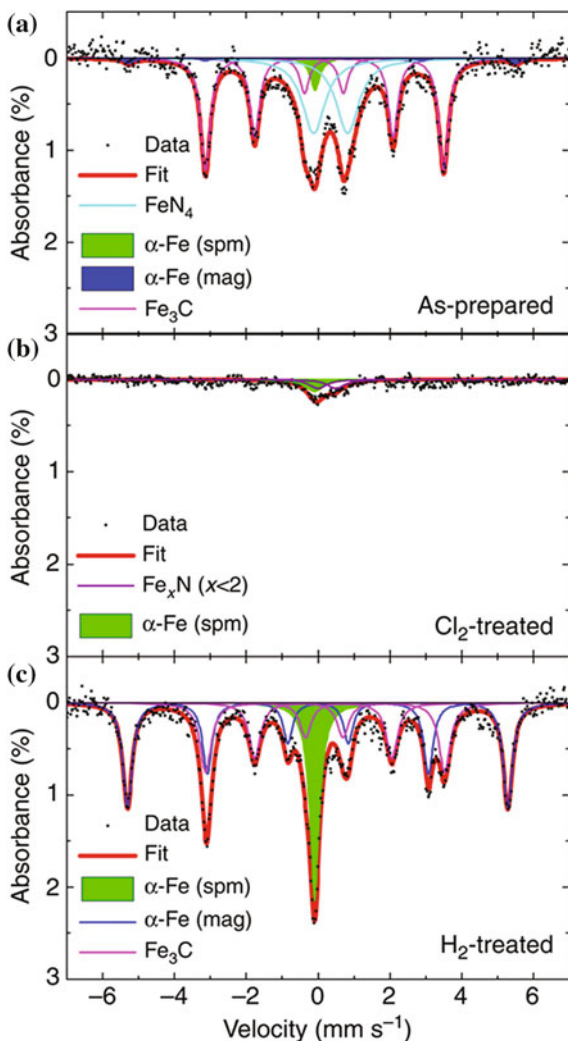 (a)
0
1
2
3
Absorbance (%)
Data
Fit
FeN₄
α-Fe (spm)
α-Fe (mag)
Fe₃C
As-prepared
(b)
0
1
2
3
Absorbance (%)
Data
Fit
FeₓN (x<2)
α-Fe (spm)
Cl₂-treated
(c)
0
1
2
3
Absorbance (%)
Data
Fit
α-Fe (spm)
α-Fe (mag)
Fe₃C
H₂-treated
−6 −4 −2 0 2 4 6
Velocity (mm s⁻¹)